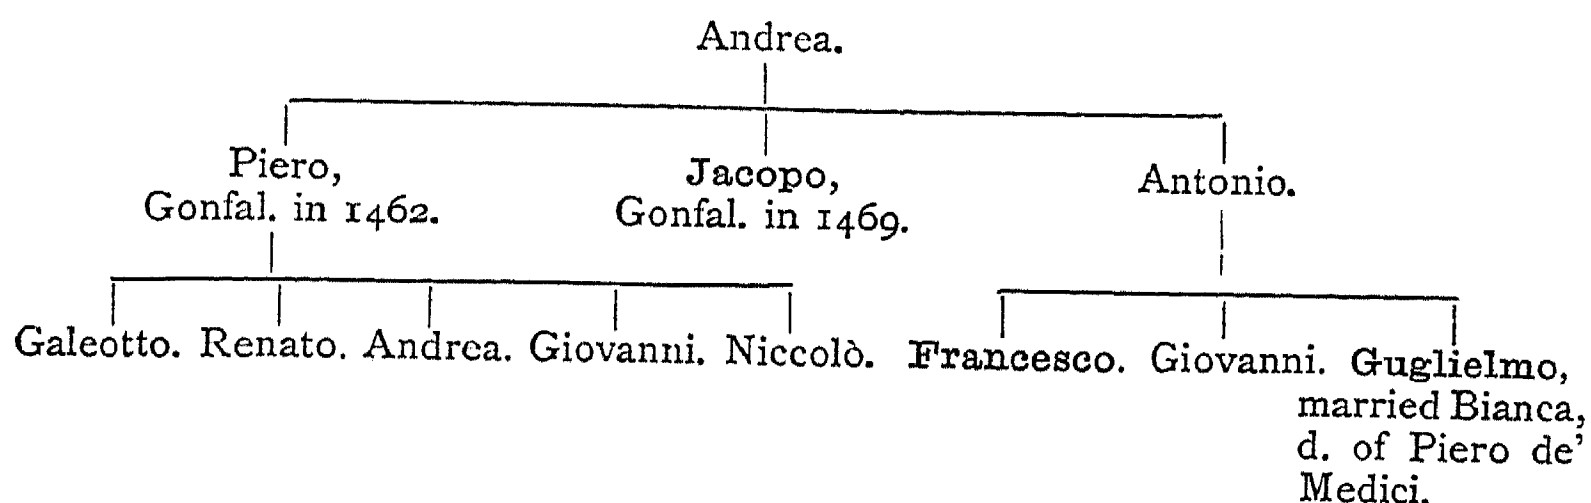 Andrea.
Piero,
Gonfal. in 1462.
Jacopo,
Gonfal. in 1469.
Antonio.
Galeotto. Renato. Andrea. Giovanni. Niccolò. Francesco. Giovanni. Guglielmo,
married Bianca,
d. of Piero de'
Medici.